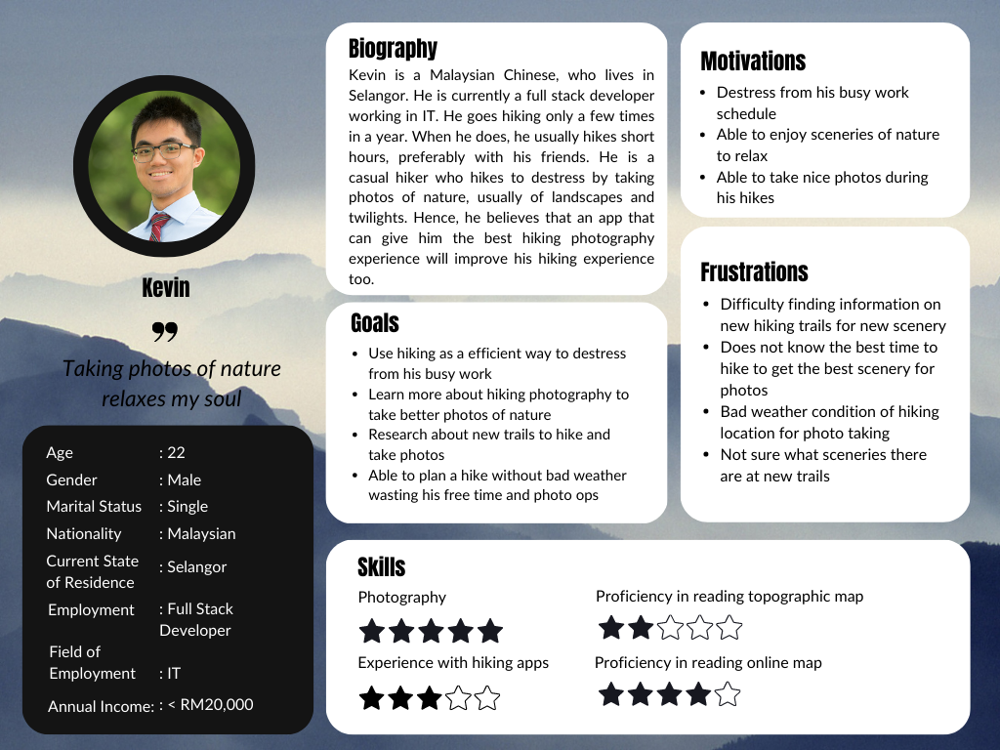 Kevin
❞
Taking photos of nature
relaxes my soul
Age : 22
Gender : Male
Marital Status : Single
Nationality : Malaysian
Current State
of Residence : Selangor
Employment : Full Stack
Developer
Field of
Employment : IT
Annual Income: : < RM20,000
Biography
Kevin is a Malaysian Chinese, who lives in
Selangor. He is currently a full stack developer
working in IT. He goes hiking only a few times
in a year. When he does, he usually hikes short
hours, preferably with his friends. He is a
casual hiker who hikes to destress by taking
photos of nature, usually of landscapes and
twilights. Hence, he believes that an app that
can give him the best hiking photography
experience will improve his hiking experience
too.
Goals
• Use hiking as a efficient way to destress
from his busy work
• Learn more about hiking photography to
take better photos of nature
• Research about new trails to hike and
take photos
• Able to plan a hike without bad weather
wasting his free time and photo ops
Motivations
• Destress from his busy work
schedule
• Able to enjoy sceneries of nature
to relax
• Able to take nice photos during
his hikes
Frustrations
• Difficulty finding information on
new hiking trails for new scenery
• Does not know the best time to
hike to get the best scenery for
photos
• Bad weather condition of hiking
location for photo taking
• Not sure what sceneries there
are at new trails
Skills
Photography
Experience with hiking apps
Proficiency in reading topographic map
Proficiency in reading online map